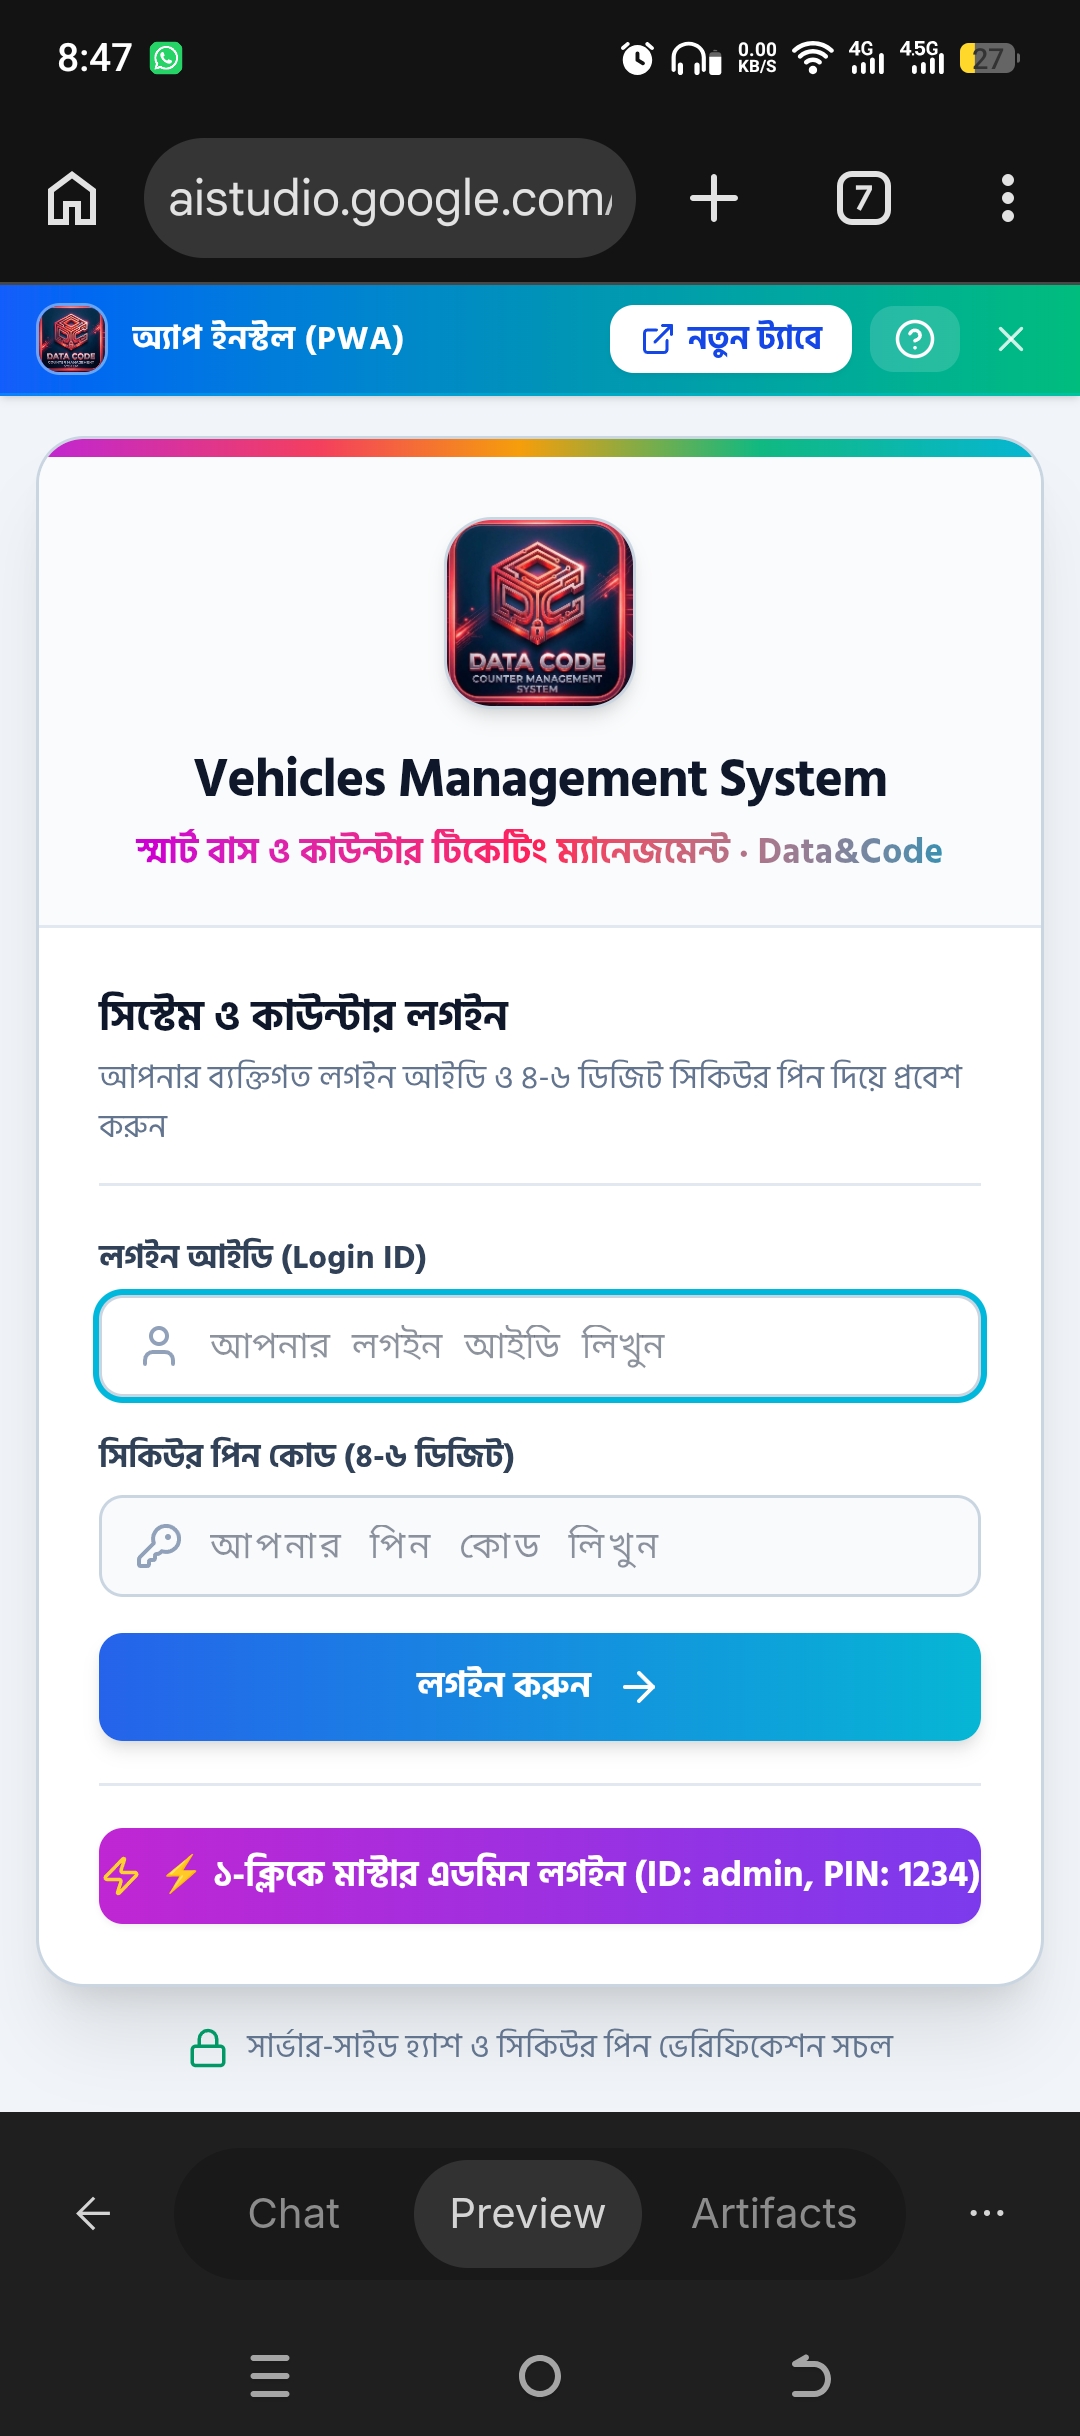 8:47
0.00
KB/S
4G
4.5G
27
aistudio.google.com/
7
DATA CODE
অ্যাপ ইনস্টল (PWA)
নতুন ট্যাবে
DATA CODE
COUNTER MANAGEMENT
SYSTEM
Vehicles Management System
স্মার্ট বাস ও কাউন্টার টিকেটিং ম্যানেজমেন্ট · Data&Code
সিস্টেম ও কাউন্টার লগইন
আপনার ব্যক্তিগত লগইন আইডি ও ৪-৬ ডিজিট সিকিউর পিন দিয়ে প্রবেশ
করুন
লগইন আইডি (Login ID)
আপনার লগইন আইডি লিখুন
সিকিউর পিন কোড (৪-৬ ডিজিট)
আপনার পিন কোড লিখুন
লগইন করুন
⚡ ১-ক্লিকে মাস্টার এডমিন লগইন (ID: admin, PIN: 1234)
সার্ভার-সাইড হ্যাশ ও সিকিউর পিন ভেরিফিকেশন সচল
Chat
Preview
Artifacts